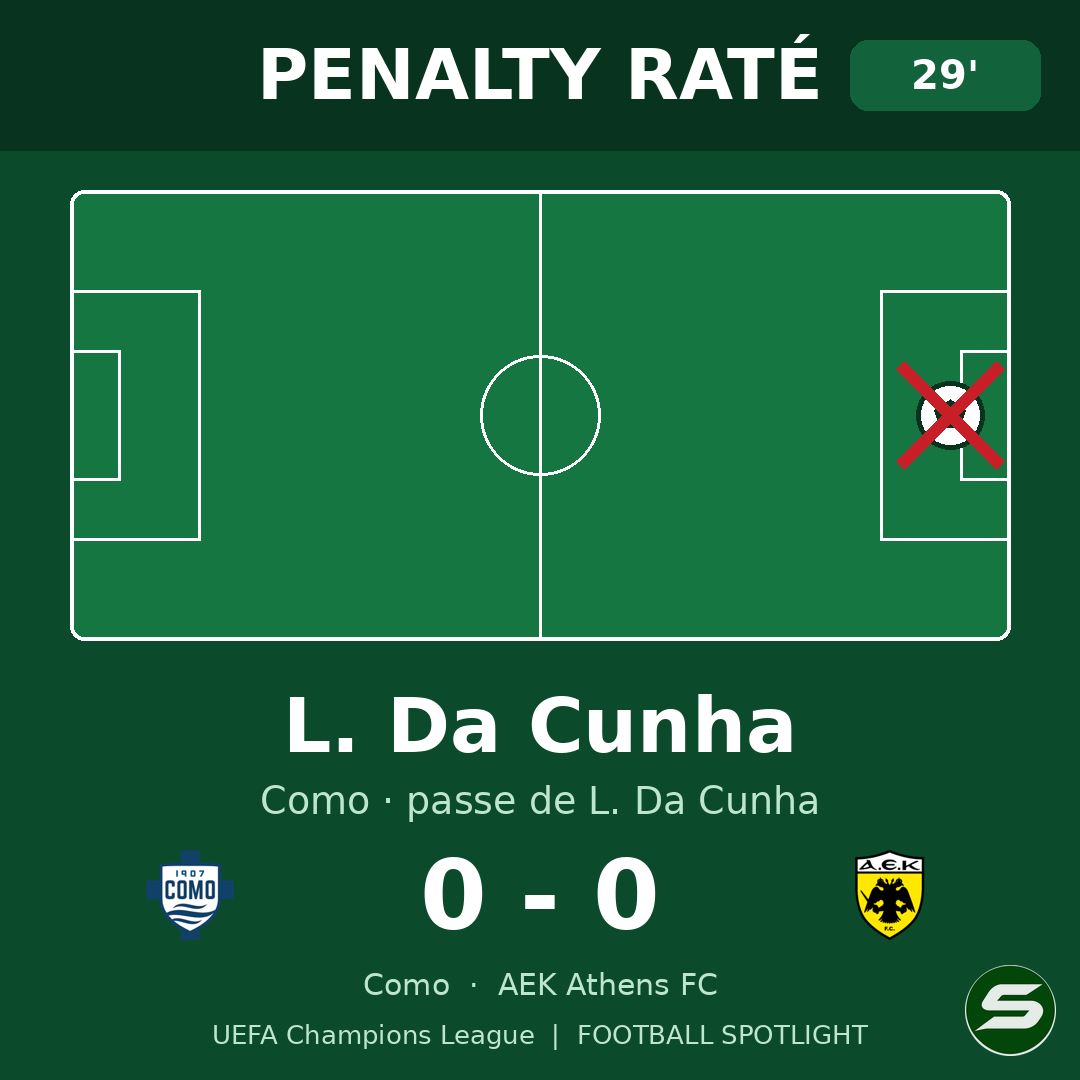 PENALTY RATÉ
29'
L. Da Cunha
Como · passe de L. Da Cunha
1907
COMO
0 - 0
A.E.K
F.C.
Como · AEK Athens FC
UEFA Champions League | FOOTBALL SPOTLIGHT
S